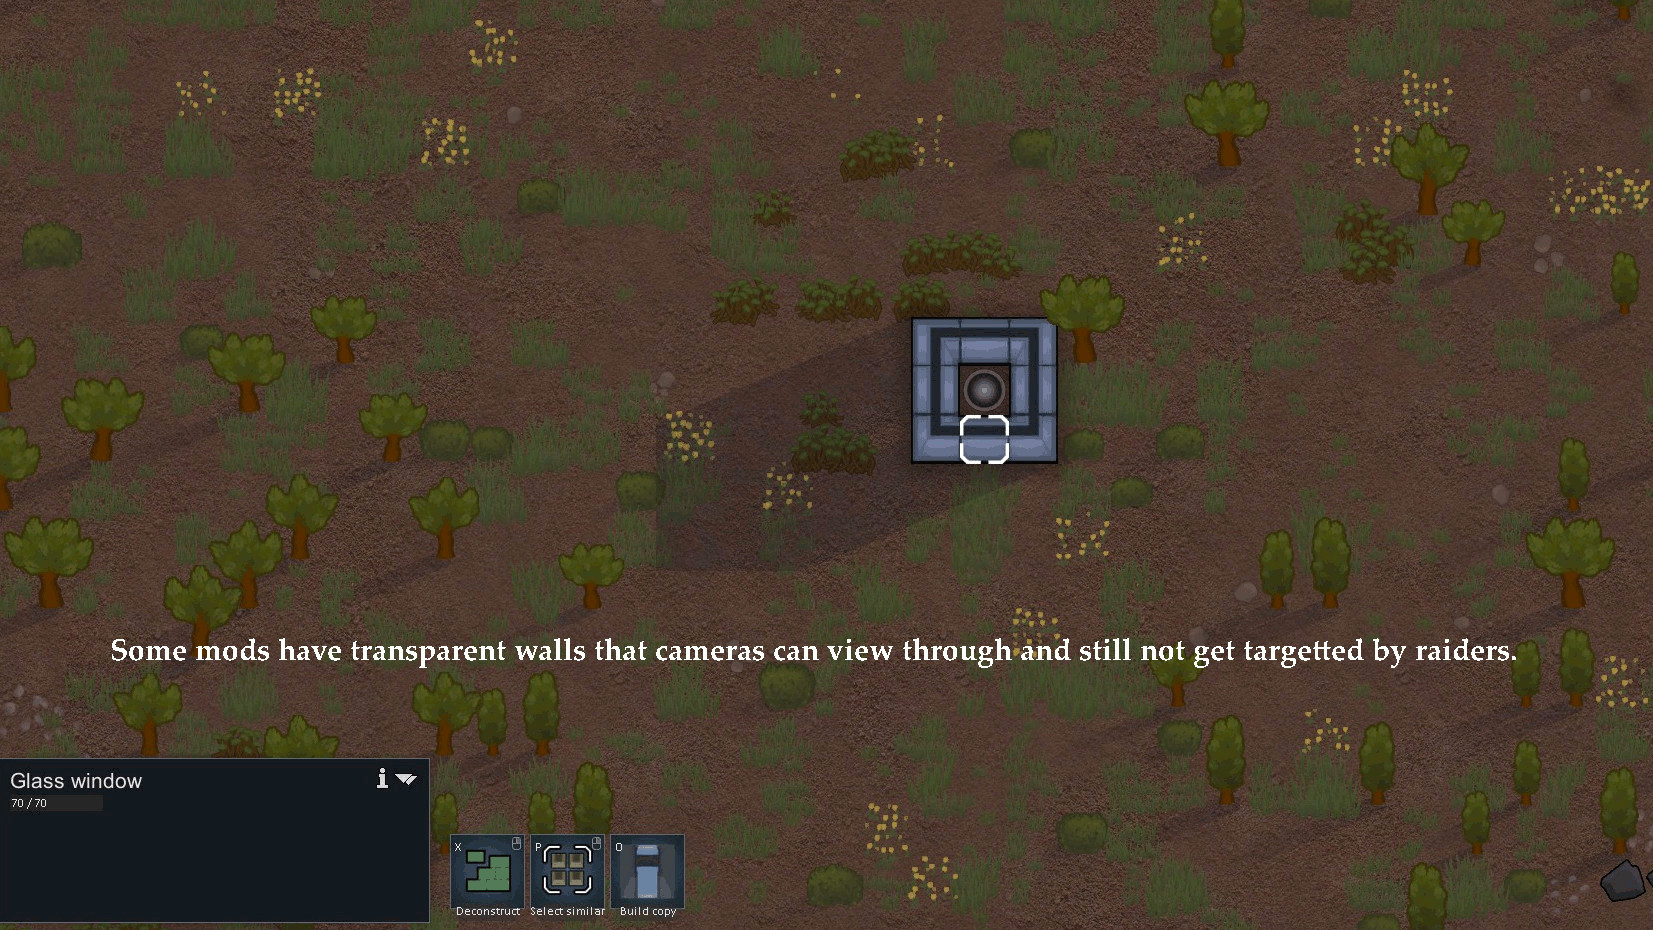 Some mods have transparent walls that cameras can view through and still not get targetted by raiders.
Glass window
70 / 70
X
P
O
Deconstruct
Select similar
Build copy